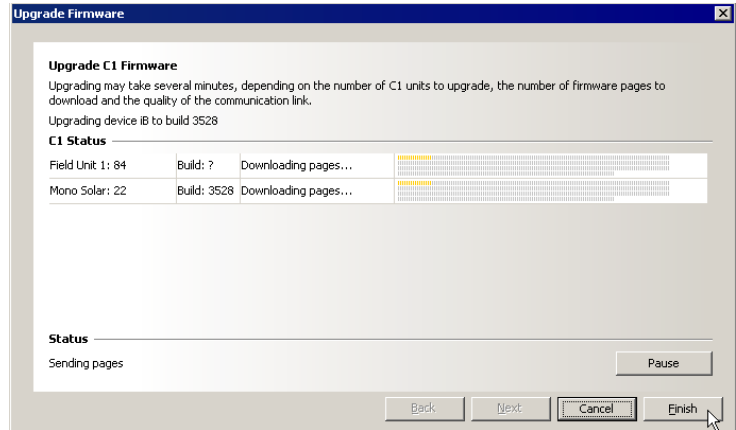 Upgrade Firmware
Upgrade C1 Firmware
Upgrading may take several minutes, depending on the number of C1 units to upgrade, the number of firmware pages to
download and the quality of the communication link.
Upgrading device iB to build 3528
C1 Status
Field Unit 1: 84 Build: ? Downloading pages...
Mono Solar: 22 Build: 3528 Downloading pages...
Status
Sending pages
Pause
Back Next Cancel Finish